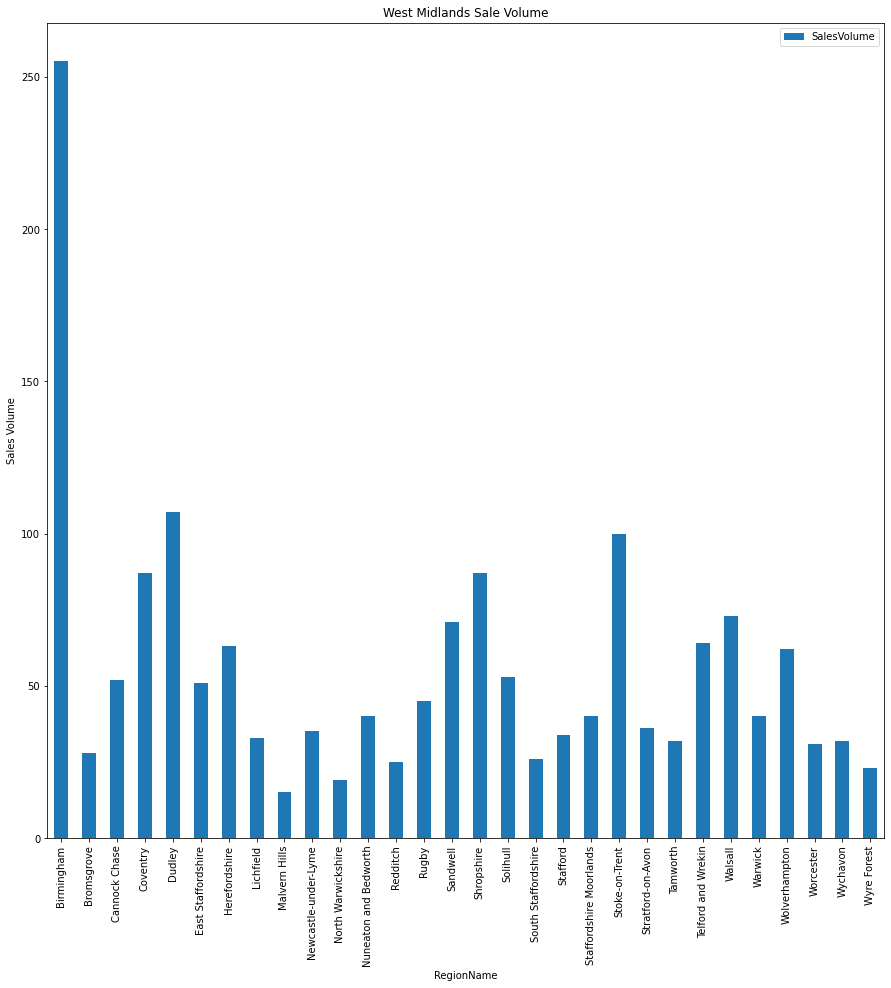 West Midlands Sale Volume
SalesVolume
250
200
150
100
50
0
Sales Volume
Birmingham
Bromsgrove
Cannock Chase
Coventry
Dudley
East Staffordshire
Herefordshire
Lichfield
Malvern Hills
Newcastle-under-Lyme
North Warwickshire
Nuneaton and Bedworth
Redditch
Rugby
Sandwell
Shropshire
Solihull
South Staffordshire
Stafford
Staffordshire Moorlands
Stoke-on-Trent
Stratford-on-Avon
Tamworth
Telford and Wrekin
Walsall
Warwick
Wolverhampton
Worcester
Wychavon
Wyre Forest
RegionName